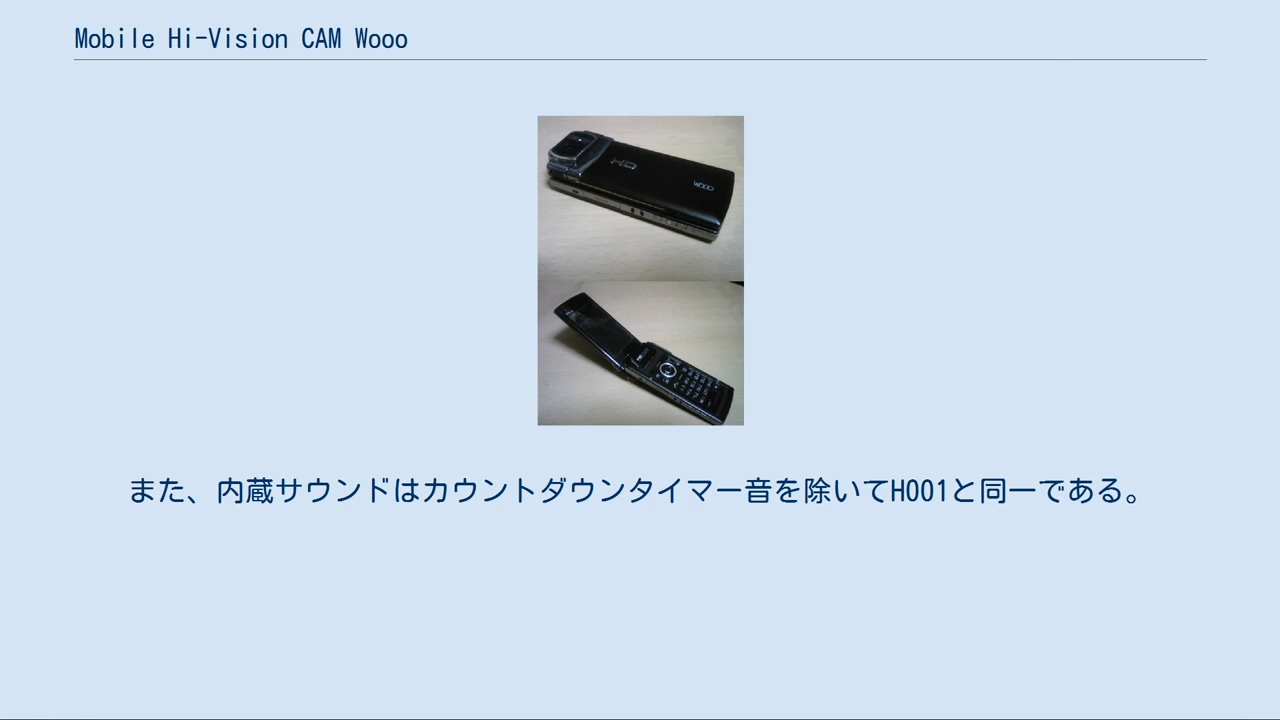 Mobile Hi-Vision CAM Wooo
HD
Wooo
また、内蔵サウンドはカウントダウンタイマー音を除いてH001と同一である。